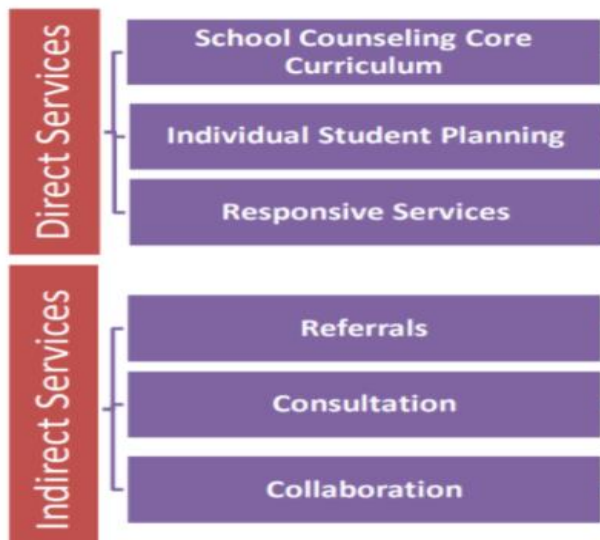 Direct Services
School Counseling Core
Curriculum
Individual Student Planning
Responsive Services
Indirect Services
Referrals
Consultation
Collaboration